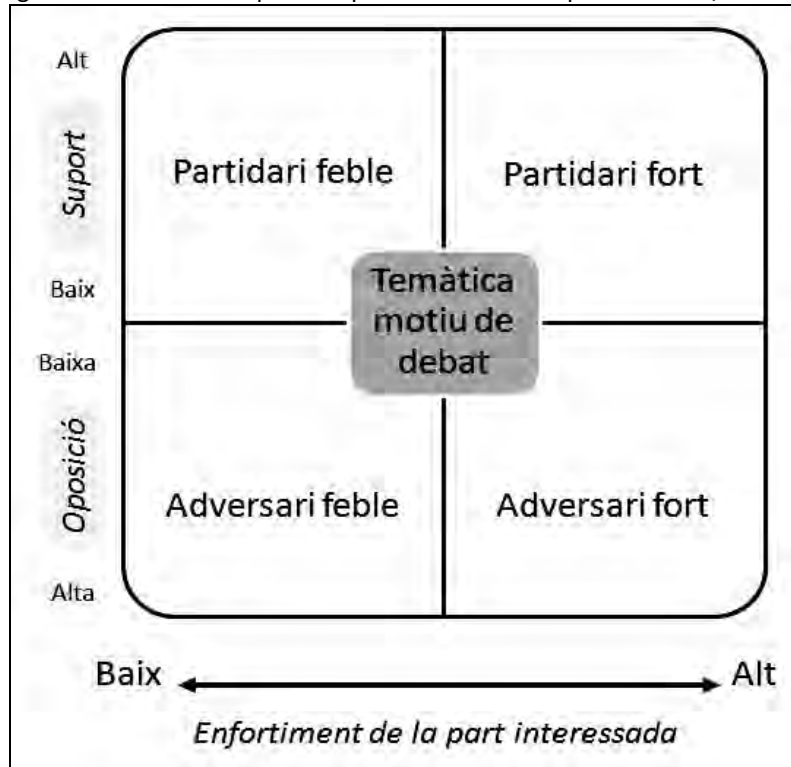 Alt
Suport
Partidari feble
Partidari fort
Baix
Temàtica
motiu de
debat
Baixa
Oposició
Adversari feble
Adversari fort
Alta
Baix
Alt
Enfortiment de la part interessada